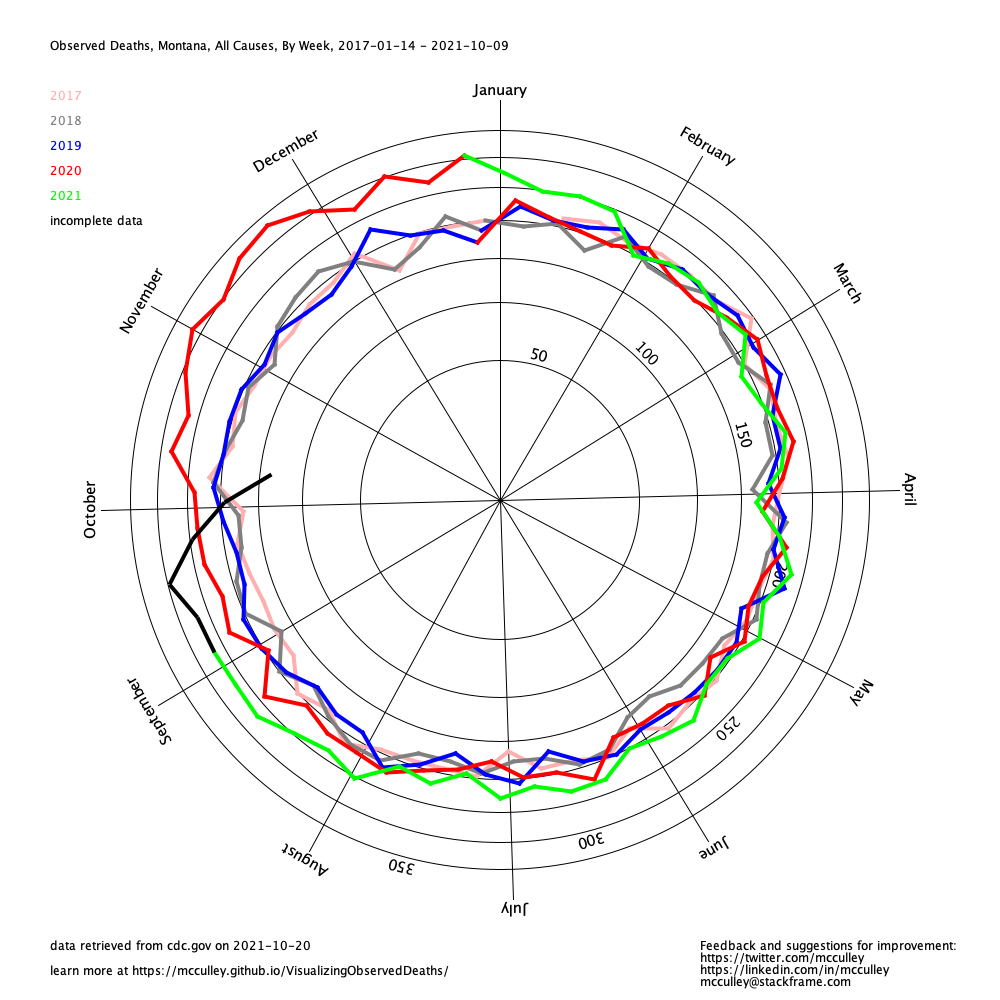 Observed Deaths, Montana, All Causes, By Week, 2017-01-14 - 2021-10-09
January
2017
2018
2019
2020
2021
incomplete data
December
February
November
March
50
100
150
October
April
200
September
May
250
300
350
August
June
July
data retrieved from cdc.gov on 2021-10-20
learn more at https://mcculley.github.io/VisualizingObservedDeaths/
Feedback and suggestions for improvement:
https://twitter.com/mcculley
https://linkedin.com/in/mcculley
mcculley@stackframe.com